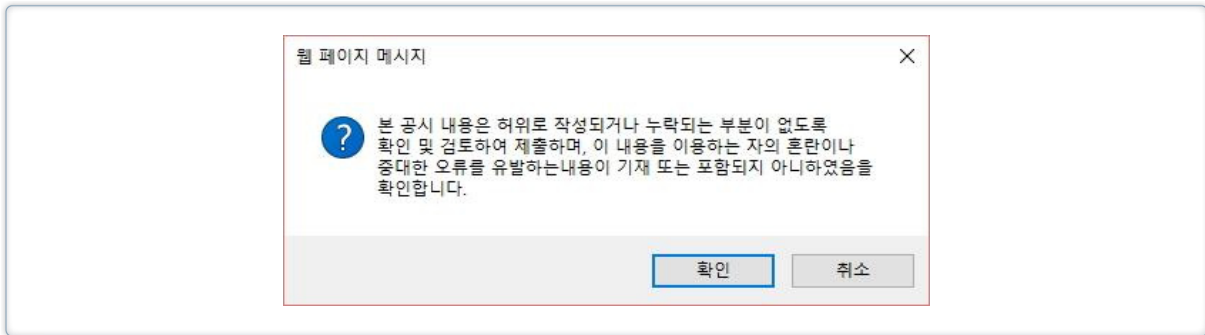 웹 페이지 메시지
본 공시 내용은 허위로 작성되거나 누락되는 부분이 없도록
확인 및 검토하여 제출하며, 이 내용을 이용하는 자의 혼란이나
중대한 오류를 유발하는내용이 기재 또는 포함되지 아니하였음을
확인합니다.
확인
취소